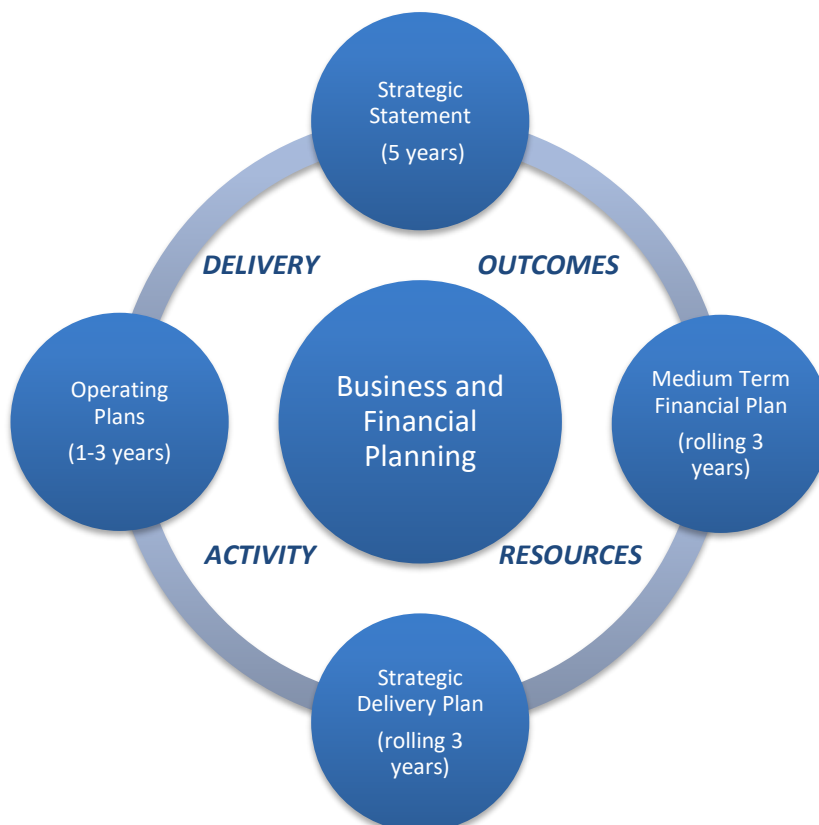 Strategic
Statement
(5 years)
DELIVERY
OUTCOMES
Operating
Plans
(1-3 years)
Business and
Financial
Planning
Medium Term
Financial Plan
(rolling 3
years)
ACTIVITY
RESOURCES
Strategic
Delivery Plan
(rolling 3
years)